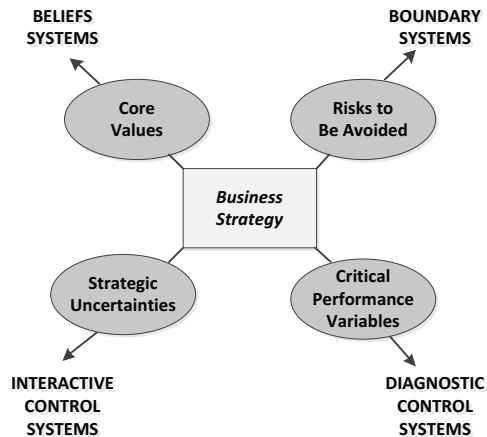 BELIEFS
SYSTEMS
BOUNDARY
SYSTEMS
Core
Values
Risks to
Be Avoided
Business
Strategy
Strategic
Uncertainties
Critical
Performance
Variables
INTERACTIVE
CONTROL
SYSTEMS
DIAGNOSTIC
CONTROL
SYSTEMS